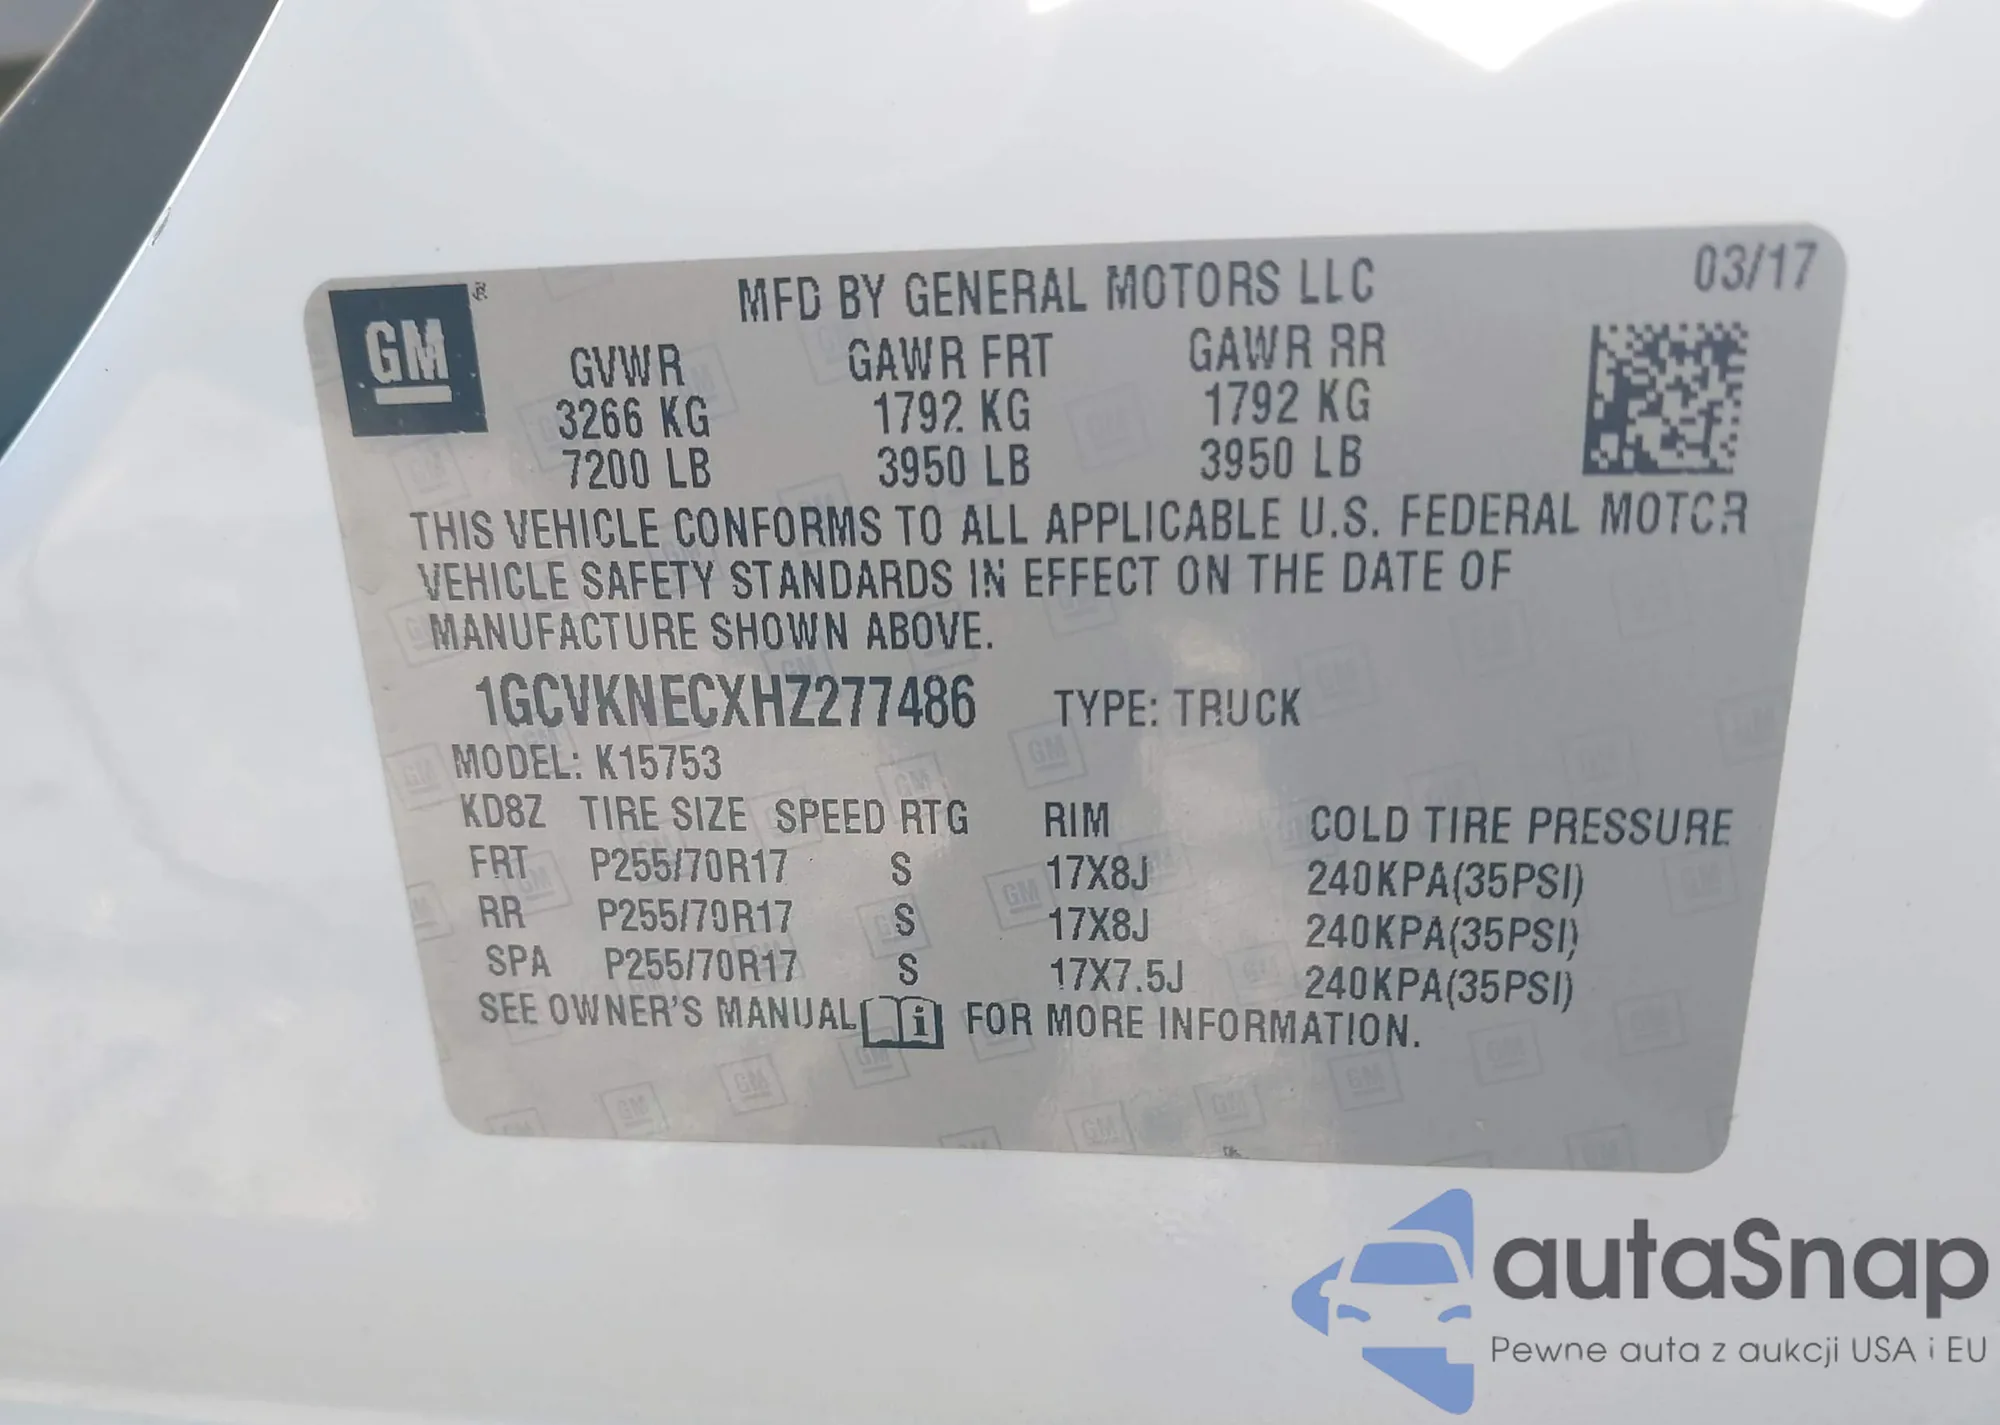 MFD BY GENERAL MOTORS LLC 03/17
GM
GVWR GAWR FRT GAWR RR
3266 KG 1792 KG 1792 KG
7200 LB 3950 LB 3950 LB
THIS VEHICLE CONFORMS TO ALL APPLICABLE U.S. FEDERAL MOTOR
VEHICLE SAFETY STANDARDS IN EFFECT ON THE DATE OF
MANUFACTURE SHOWN ABOVE.
1GCVKNECXHZ277486 TYPE: TRUCK
MODEL: K15753
KD8Z TIRE SIZE SPEED RTG RIM COLD TIRE PRESSURE
FRT P255/70R17 S 17X8J 240KPA(35PSI)
RR P255/70R17 S 17X8J 240KPA(35PSI)
SPA P255/70R17 S 17X7.5J 240KPA(35PSI)
SEE OWNER'S MANUAL i FOR MORE INFORMATION.
autaSnap
Pewne auta z aukcji USA i EU